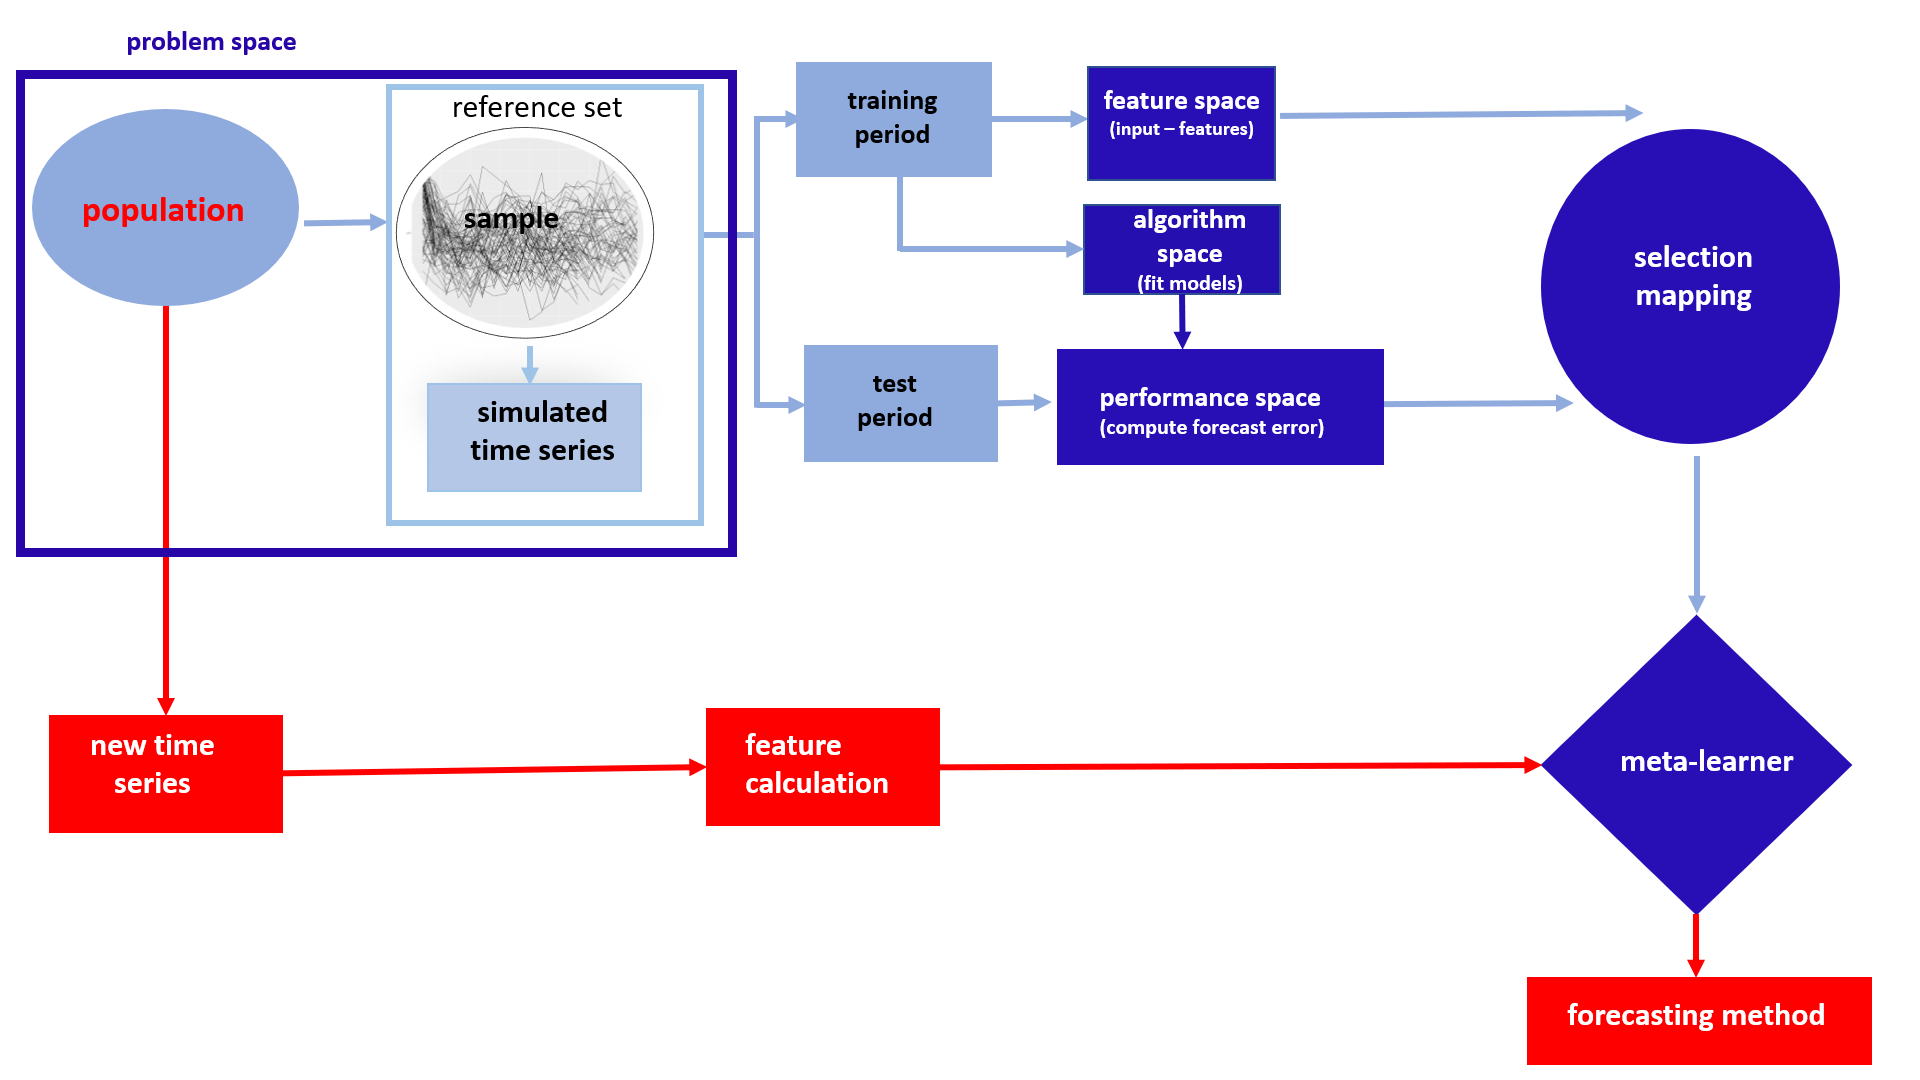 problem space
reference set
population
sample
simulated
time series
training
period
feature space
(input – features)
algorithm
space
(fit models)
test
period
performance space
(compute forecast error)
selection
mapping
new time
series
feature
calculation
meta-learner
forecasting method